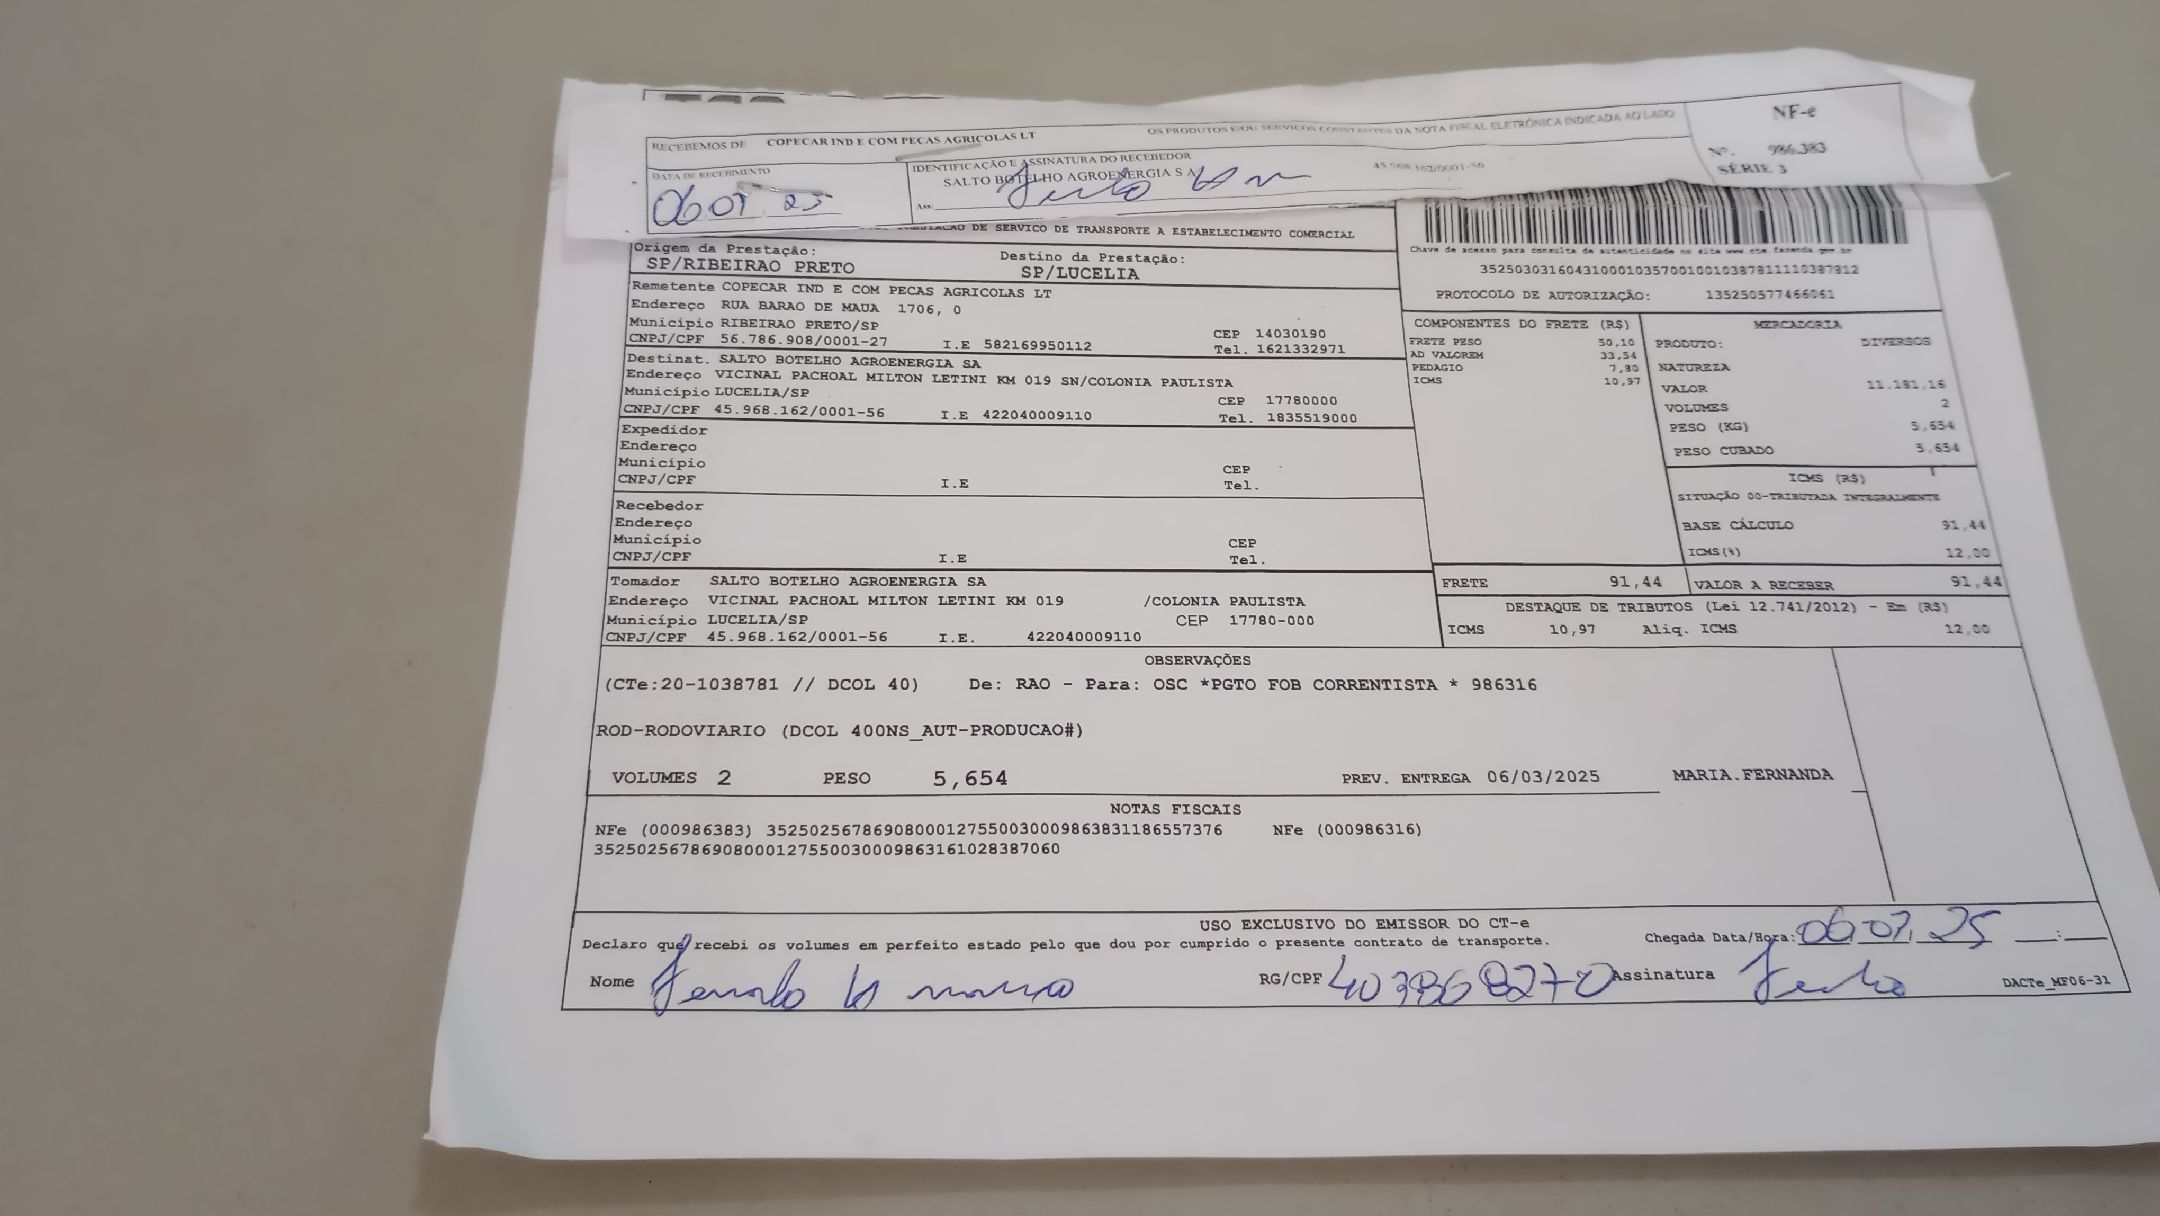 RECEBEMOS DE COPECAR IND E COM PECAS AGRICOLAS LT OS PRODUTOS E/OU SERVIÇOS CONSTANTES DA NOTA FISCAL ELETRÔNICA INDICADA AO LADO
NF-e
Nº. 986.383
SÉRIE 3
DATA DE RECEBIMENTO
IDENTIFICAÇÃO E ASSINATURA DO RECEBEDOR
SALTO BOTELHO AGROENERGIA S A 45.968.162/0001-56
25
DE SERVICO DE TRANSPORTE A ESTABELECIMENTO COMERCIAL
Origem da Prestação: Destino da Prestação:
SP/RIBEIRAO PRETO SP/LUCELIA
Chave de acesso para consulta de autenticidade no site www.cte.fazenda.gov.br
PROTOCOLO DE AUTORIZAÇÃO: 135250577466061
Remetente COPECAR IND E COM PECAS AGRICOLAS LT
Endereço RUA BARAO DE MAUA 1706, 0
Município RIBEIRAO PRETO/SP CEP 14030190
CNPJ/CPF 56.786.908/0001-27 I.E 582169950112 Tel. 1621332971
Destinat. SALTO BOTELHO AGROENERGIA SA
Endereço VICINAL PACHOAL MILTON LETINI KM 019 SN/COLONIA PAULISTA
Município LUCELIA/SP CEP 17780000
CNPJ/CPF 45.968.162/0001-56 I.E 422040009110 Tel. 1835519000
Expedidor
Endereço
Município CEP
CNPJ/CPF I.E Tel.
Recebedor
Endereço
Município CEP
CNPJ/CPF I.E Tel.
Tomador SALTO BOTELHO AGROENERGIA SA
Endereço VICINAL PACHOAL MILTON LETINI KM 019 /COLONIA PAULISTA
Município LUCELIA/SP CEP 17780-000
CNPJ/CPF 45.968.162/0001-56 I.E. 422040009110
COMPONENTES DO FRETE (R$)
FRETE PESO 50,10
AD VALOREM 33,54
PEDAGIO 7,80
ICMS 10,97
MERCADORIA
PRODUTO: DIVERSOS
NATUREZA
VALOR 11.181,16
VOLUMES 2
PESO (KG) 5,654
PESO CUBADO 5,654
ICMS (R$)
SITUAÇÃO 00-TRIBUTADA INTEGRALMENTE
BASE CÁLCULO 91,44
ICMS(%) 12,00
FRETE 91,44 VALOR A RECEBER 91,44
DESTAQUE DE TRIBUTOS (Lei 12.741/2012) - Em (R$)
ICMS 10,97 Aliq. ICMS 12,00
OBSERVAÇÕES
(CTe:20-1038781 // DCOL 40) De: RAO - Para: OSC *PGTO FOB CORRENTISTA * 986316
ROD-RODOVIARIO (DCOL 400NS_AUT-PRODUCAO#)
VOLUMES 2 PESO 5,654 PREV. ENTREGA 06/03/2025 MARIA.FERNANDA
NOTAS FISCAIS
NFe (000986383) 35250256786908000127550030009863831186557376 NFe (000986316)
35250256786908000127550030009863161028387060
USO EXCLUSIVO DO EMISSOR DO CT-e
Declaro que recebi os volumes em perfeito estado pelo que dou por cumprido o presente contrato de transporte. Chegada Data/Hora:
Nome RG/CPF Assinatura DACTe_MF06-31